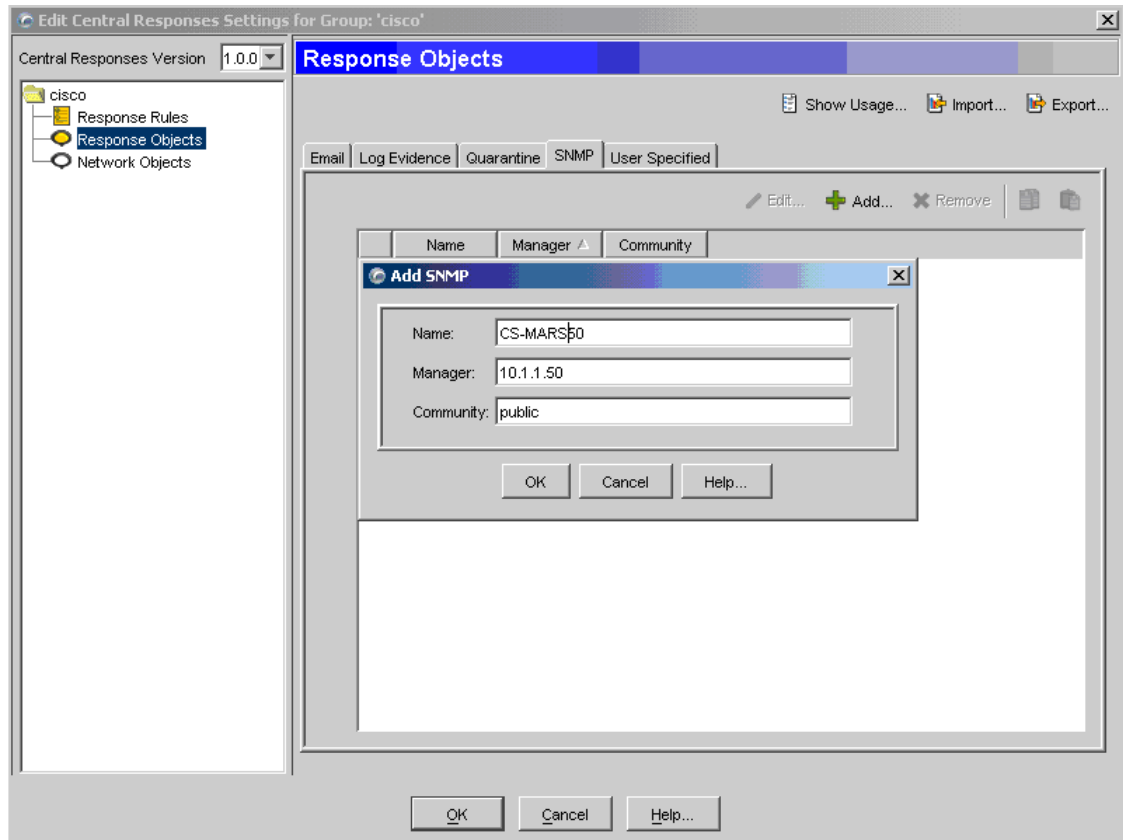 Edit Central Responses Settings for Group: 'cisco'
Central Responses Version 1.0.0
cisco
Response Rules
Response Objects
Network Objects
Response Objects
Show Usage... Import... Export...
Email Log Evidence Quarantine SNMP User Specified
Edit... Add... Remove
Name Manager Community
Add SNMP
Name: CS-MARS50
Manager: 10.1.1.50
Community: public
OK Cancel Help...
OK Cancel Help...